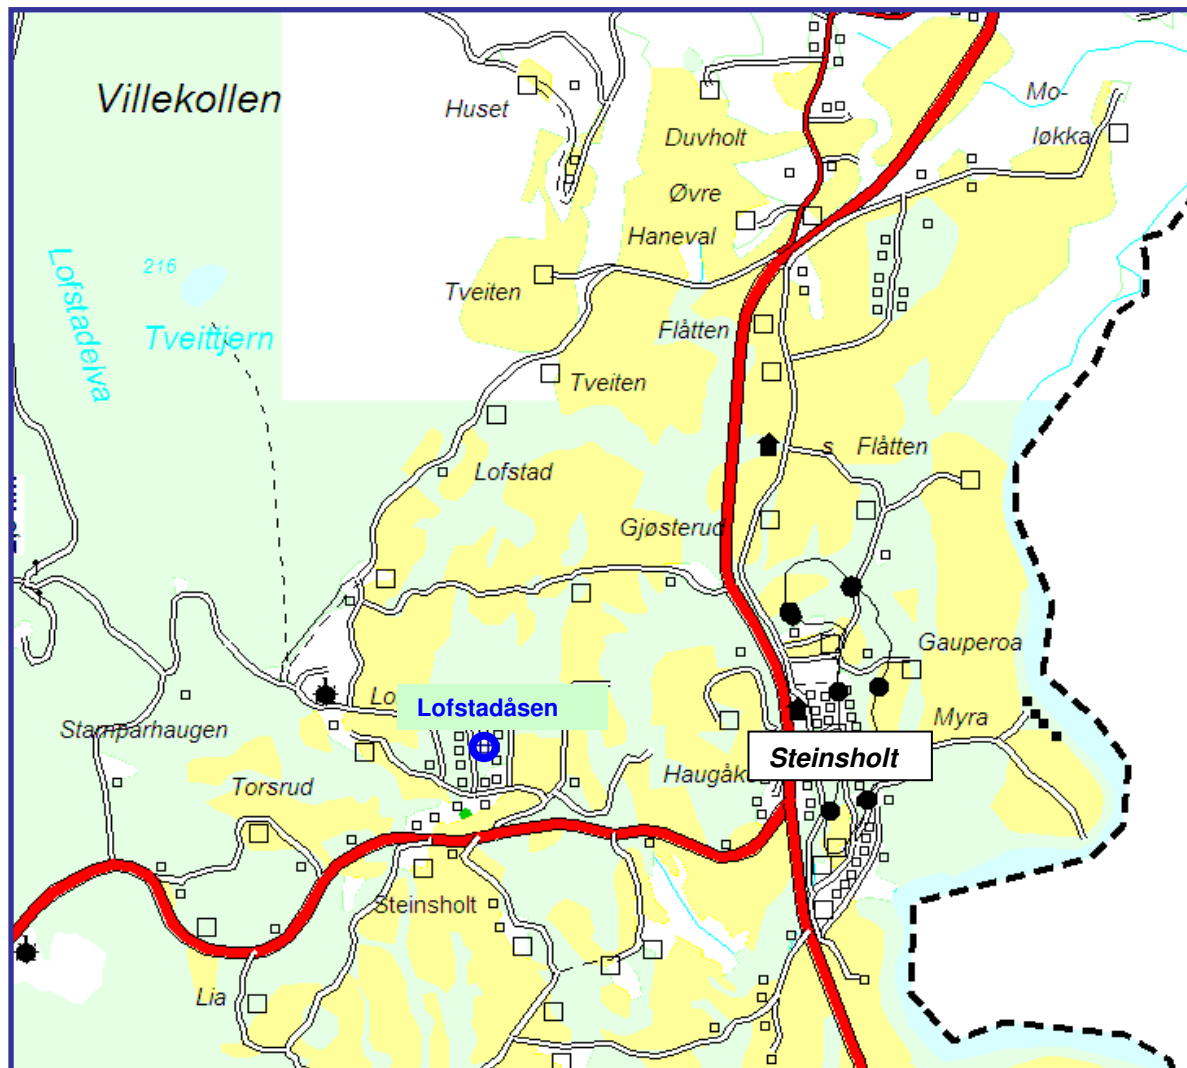 Villekollen
Huset
Duvholt
Mo-
løkka
Øvre
Haneval
Lofstadelva
216
Tveiten
Tveittjern
Flåtten
Tveiten
s Flåtten
Lofstad
Gjøsterud
Gauperoa
Lo
Lofstadåsen
Stamparhaugen
Myra
Steinsholt
Torsrud
Haugåk
Steinsholt
Lia